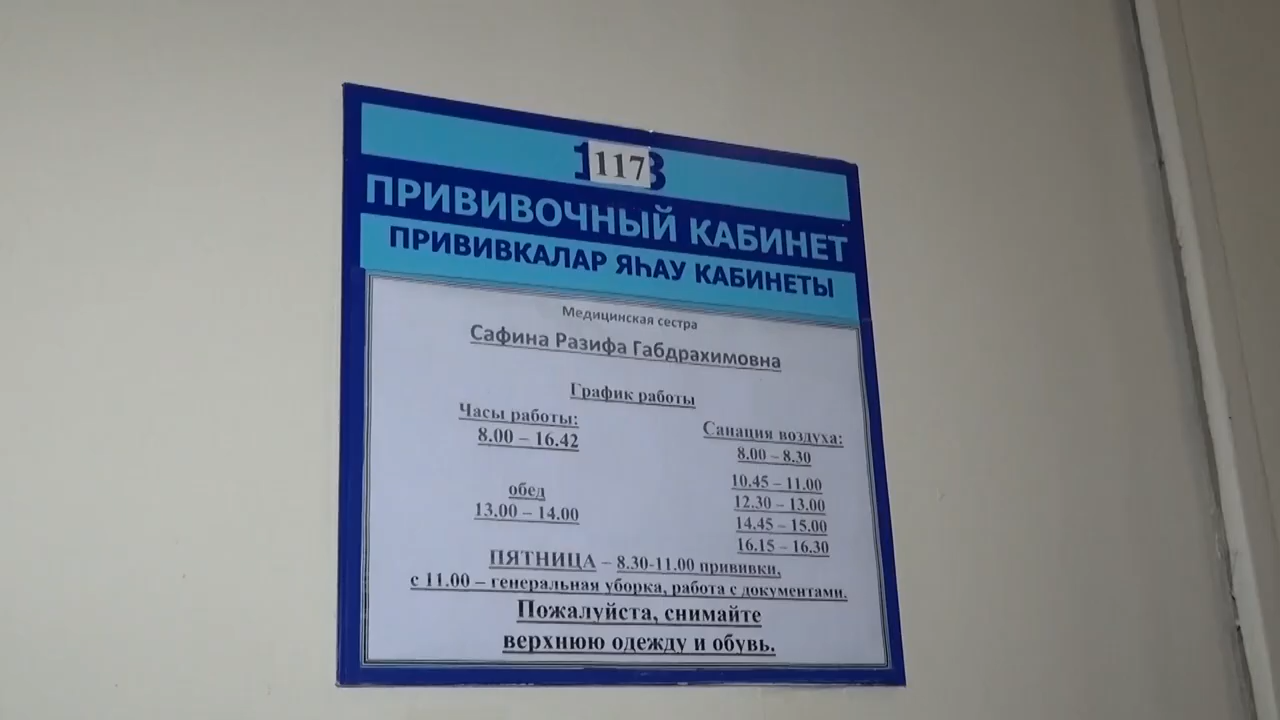 117
ПРИВИВОЧНЫЙ КАБИНЕТ
ПРИВИВКАЛАР ЯҺАУ КАБИНЕТЫ
Медицинская сестра
Сафина Разифа Габдрахимовна
График работы
Часы работы:
8.00 – 16.42
обед
13.00 – 14.00
Санация воздуха:
8.00 – 8.30
10.45 – 11.00
12.30 – 13.00
14.45 – 15.00
16.15 – 16.30
ПЯТНИЦА – 8.30-11.00 прививки,
с 11.00 – генеральная уборка, работа с документами.
Пожалуйста, снимайте
верхнюю одежду и обувь.